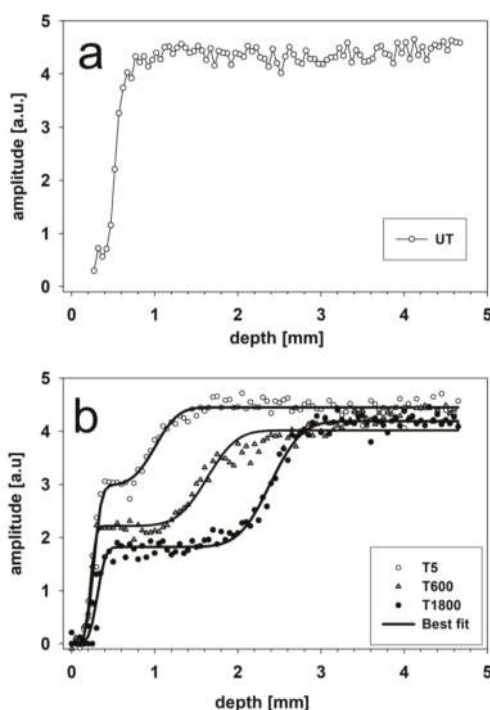 a
amplitude [a.u.]
5
4
3
2
1
0
UT
0 1 2 3 4 5
depth [mm]
b
amplitude [a.u]
5
4
3
2
1
0
T5
T600
T1800
Best fit
0 1 2 3 4 5
depth [mm]